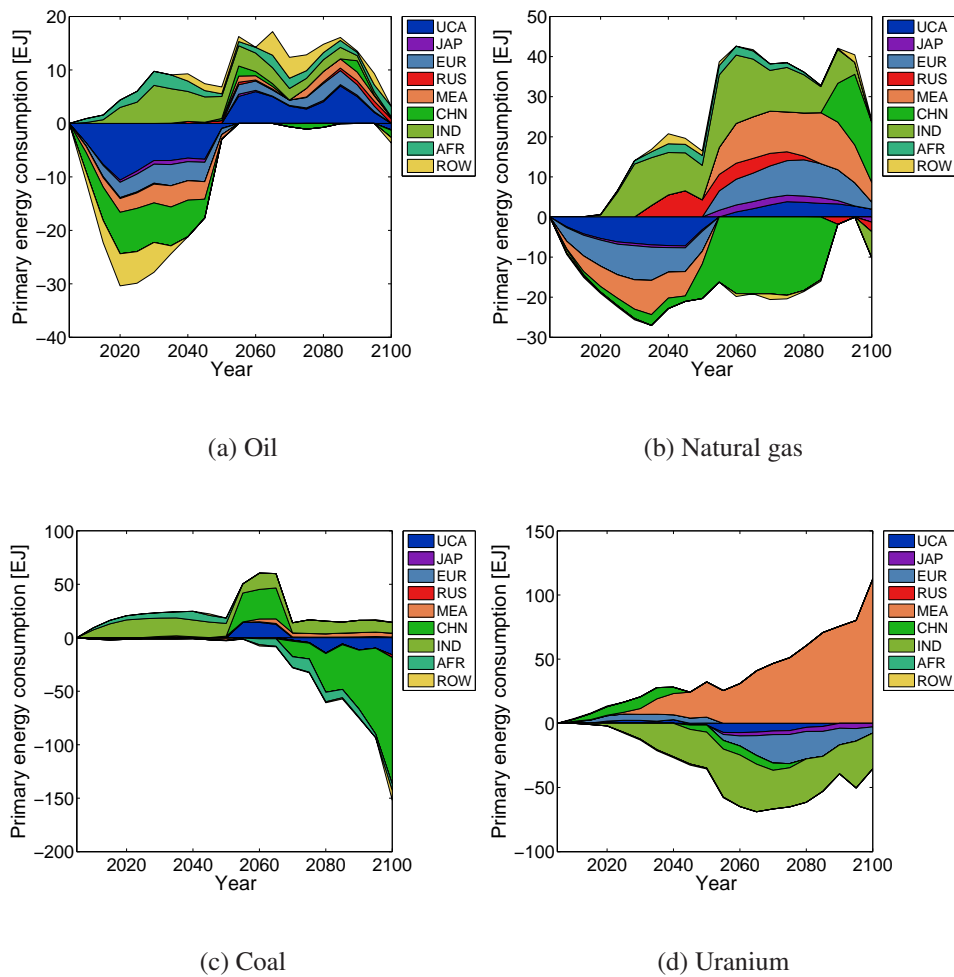 20
10
0
−10
−20
−30
−40
Primary energy consumption [EJ]
2020 2040 2060 2080 2100
Year
UCA
JAP
EUR
RUS
MEA
CHN
IND
AFR
ROW
(a) Oil
50
40
30
20
10
0
−10
−20
−30
Primary energy consumption [EJ]
2020 2040 2060 2080 2100
Year
UCA
JAP
EUR
RUS
MEA
CHN
IND
AFR
ROW
(b) Natural gas
100
50
0
−50
−100
−150
−200
Primary energy consumption [EJ]
2020 2040 2060 2080 2100
Year
UCA
JAP
EUR
RUS
MEA
CHN
IND
AFR
ROW
(c) Coal
150
100
50
0
−50
−100
Primary energy consumption [EJ]
2020 2040 2060 2080 2100
Year
UCA
JAP
EUR
RUS
MEA
CHN
IND
AFR
ROW
(d) Uranium